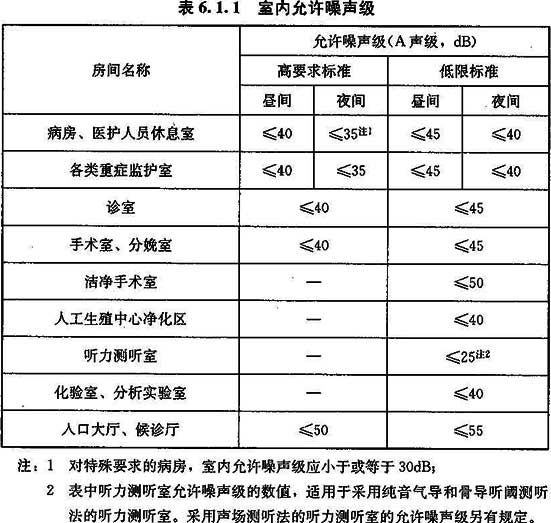 表6.1.1 室内允许噪声级
房间名称 允许噪声级(A声级，dB)
高要求标准 低限标准
昼间 夜间 昼间 夜间
病房、医护人员休息室 ≤40 ≤35注1 ≤45 ≤40
各类重症监护室 ≤40 ≤35 ≤45 ≤40
诊室 ≤40 ≤45
手术室、分娩室 ≤40 ≤45
洁净手术室 — ≤50
人工生殖中心净化区 — ≤40
听力测听室 — ≤25注2
化验室、分析实验室 — ≤40
入口大厅、候诊厅 ≤50 ≤55
注：1 对特殊要求的病房，室内允许噪声级应小于或等于30dB；
2 表中听力测听室允许噪声级的数值，适用于采用纯音气导和骨导听阈测听
法的听力测听室。采用声场测听法的听力测听室的允许噪声级另有规定。